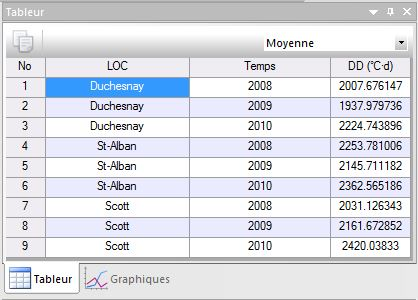 Tableur
Moyenne
No LOC Temps DD (°C·d)
1 Duchesnay 2008 2007.676147
2 Duchesnay 2009 1937.979736
3 Duchesnay 2010 2224.743896
4 St-Alban 2008 2253.781006
5 St-Alban 2009 2145.711182
6 St-Alban 2010 2362.565186
7 Scott 2008 2031.126343
8 Scott 2009 2161.672852
9 Scott 2010 2420.03833
Tableur Graphiques